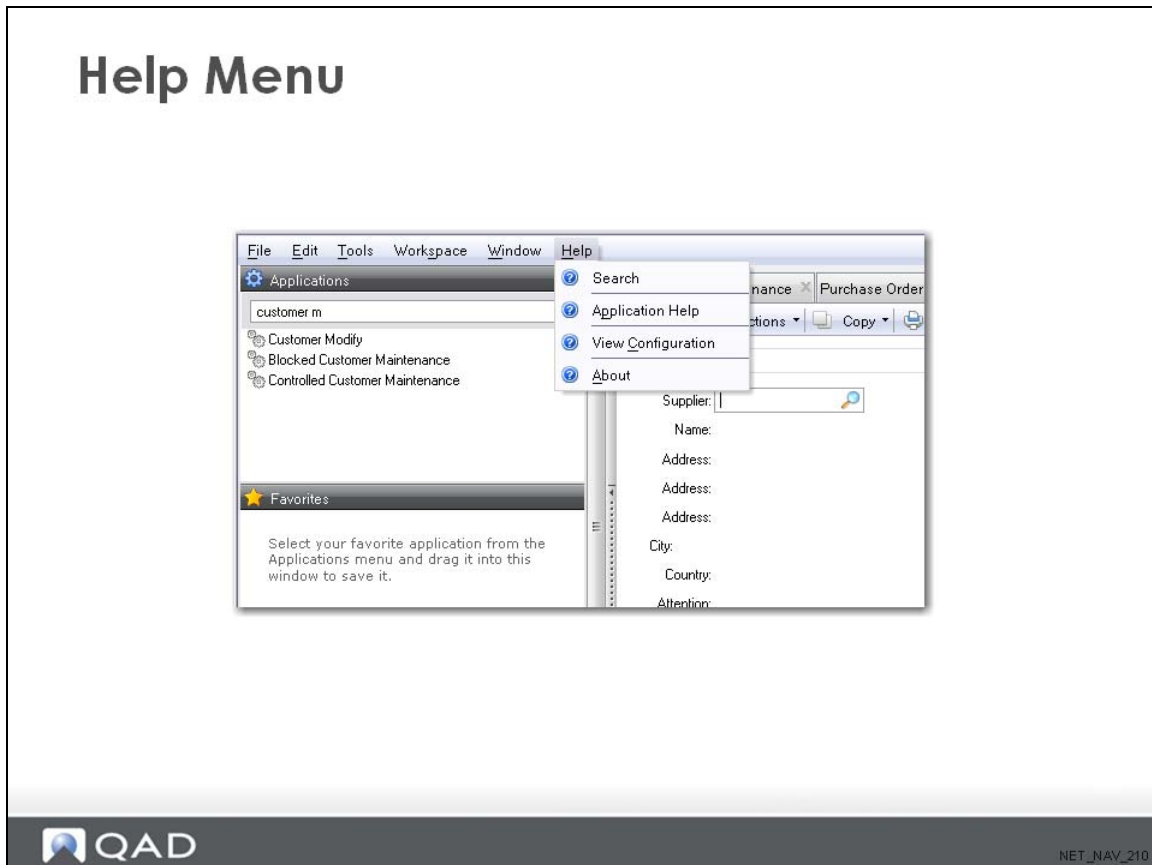 Help Menu
File Edit Tools Workspace Window Help
Applications
customer m
Customer Modify
Blocked Customer Maintenance
Controlled Customer Maintenance
Favorites
Select your favorite application from the
Applications menu and drag it into this
window to save it.
Search
Application Help
View Configuration
About
nance Purchase Order
ctions Copy
Supplier:
Name:
Address:
Address:
Address:
City:
Country:
Attention:
QAD
NET_NAV_210